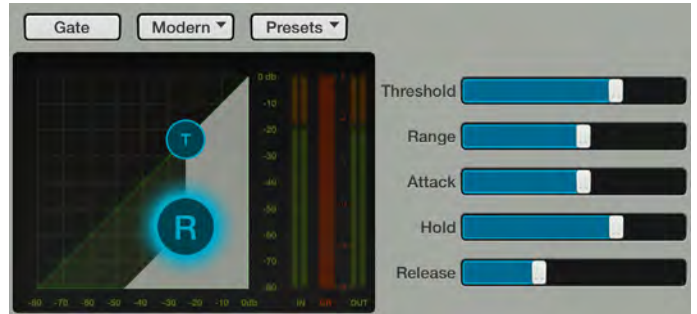 Gate Modern Presets
0 db
-10
-20
-30
-40
-50
-60
-70
-80
T
R
-80 -70 -60 -50 -40 -30 -20 -10 0db
IN GR OUT
Threshold
Range
Attack
Hold
Release